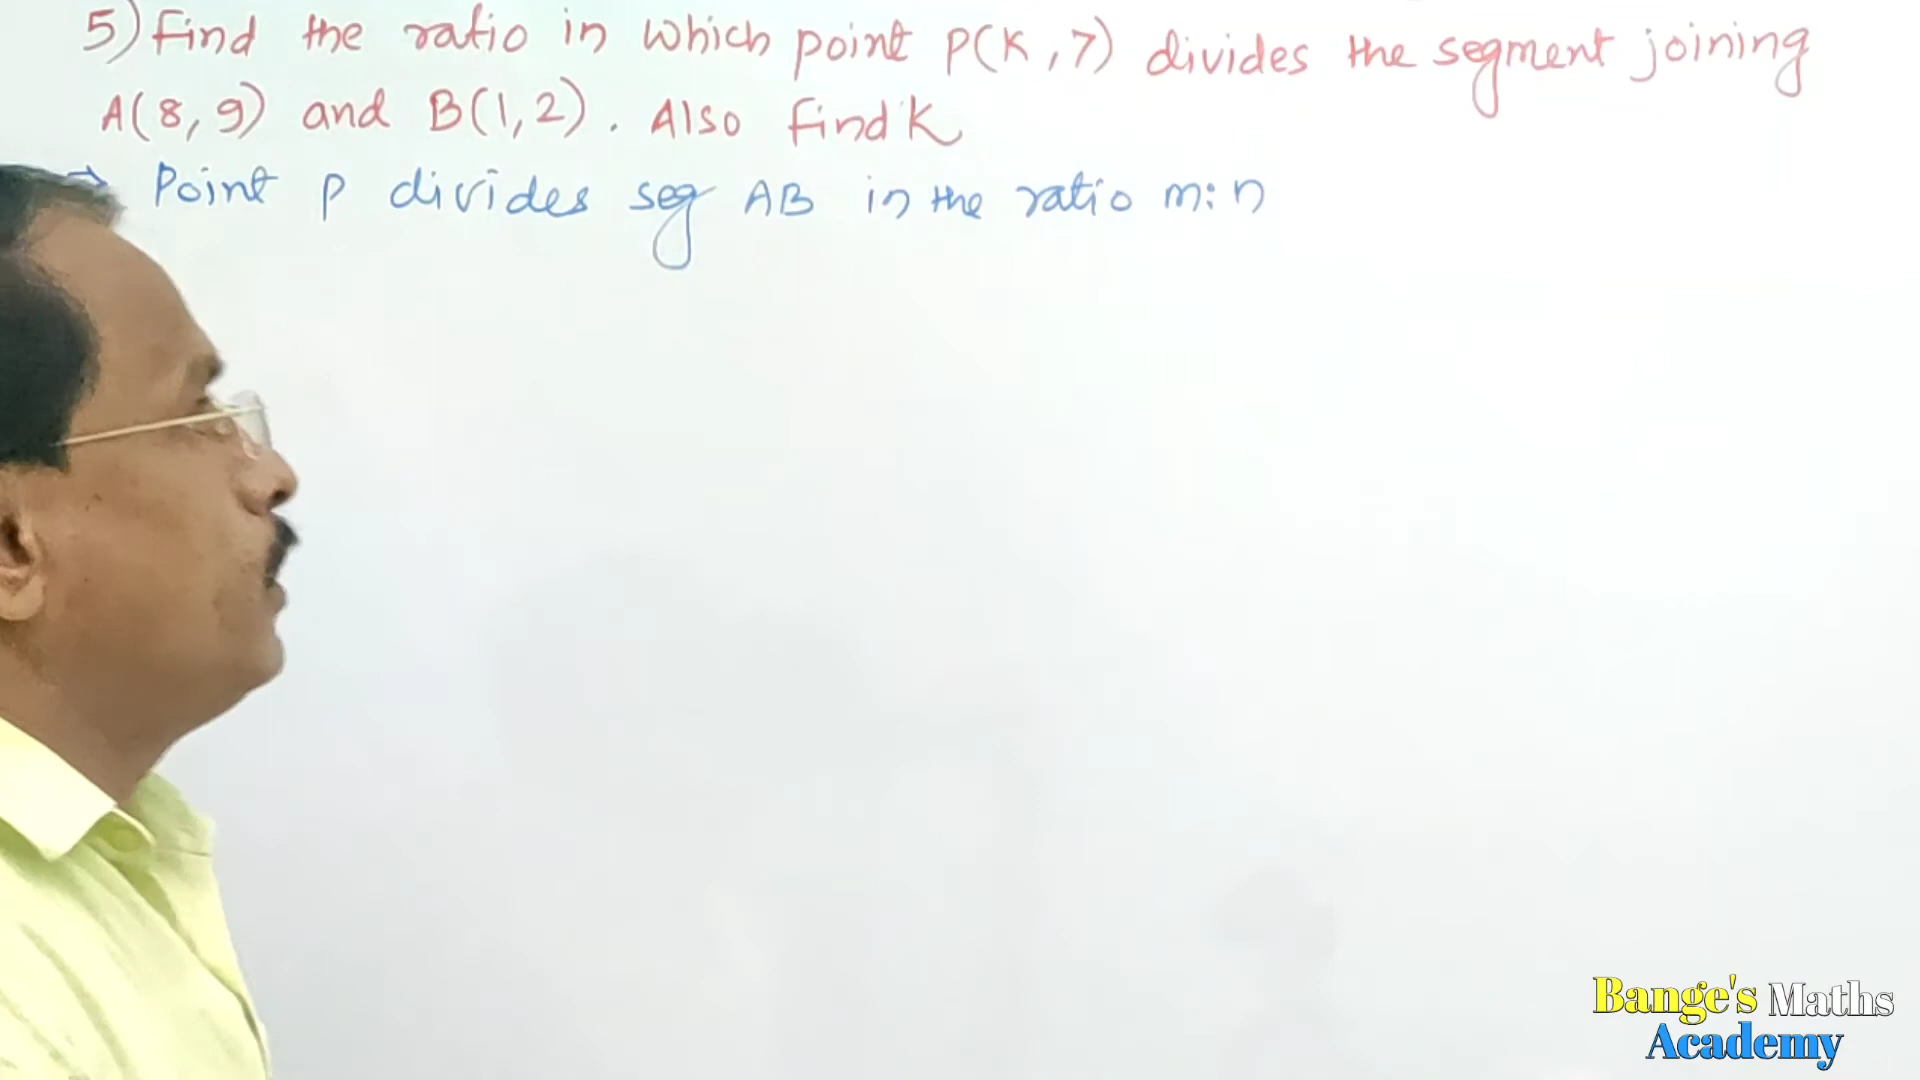 5) Find the ratio in which point P(K,7) divides the segment joining
A(8,9) and B(1,2). Also find K
→ Point P divides seg AB in the ratio m:n
Bange's Maths
Academy